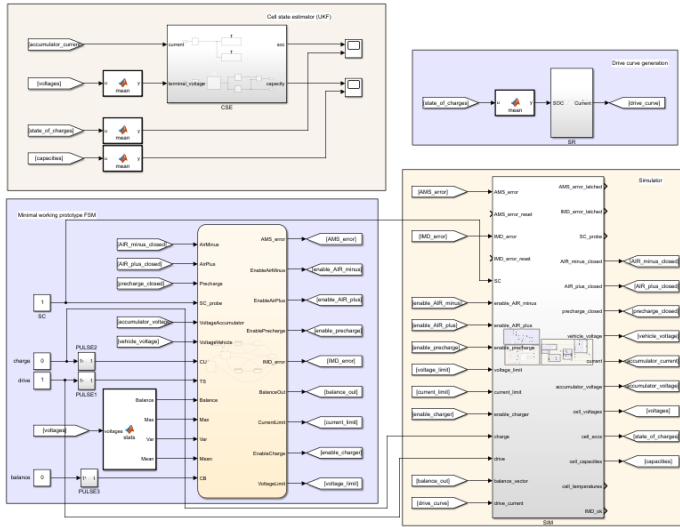 Cell state estimator (UKF)
[accumulator_current]
current
soc
[voltages]
u
y
mean
terminal_voltage
capacity
CSE
[state_of_charges]
u
y
mean
[capacities]
u
y
mean
Drive curve generation
[state_of_charges]
u
y
mean
SOC
Current
[drive_curve]
SR
Minimal working prototype FSM
[AIR_minus_closed]
[AIR_plus_closed]
[precharge_closed]
1
SC
[accumulator_voltage]
[vehicle_voltage]
charge
0
PULSE2
drive
1
PULSE1
[voltages]
voltages
stats
Balance
Max
Var
Mean
balance
0
PULSE3
AirMinus
AirPlus
Precharge
SC_probe
VoltageAccumulator
VoltageVehicle
CU
TS
Balance
Max
Var
Mean
CB
AMS_error
EnableAirMinus
EnableAirPlus
EnablePrecharge
IMD_error
BalanceOut
CurrentLimit
EnableCharge
VoltageLimit
[AMS_error]
[enable_AIR_minus]
[enable_AIR_plus]
[enable_precharge]
[IMD_error]
[balance_out]
[current_limit]
[enable_charger]
[voltage_limit]
Simulator
[AMS_error]
[IMD_error]
[enable_AIR_minus]
[enable_AIR_plus]
[enable_precharge]
[voltage_limit]
[current_limit]
[enable_charger]
[balance_out]
[drive_curve]
AMS_error
AMS_error_reset
IMD_error
IMD_error_reset
SC
enable_AIR_minus
enable_AIR_plus
enable_precharge
voltage_limit
current_limit
enable_charger
charge
drive
balance_vector
drive_current
AMS_error_latched
IMD_error_latched
SC_probe
AIR_minus_closed
AIR_plus_closed
precharge_closed
vehicle_voltage
current
accumulator_voltage
cell_voltages
cell_socs
cell_capacities
cell_temperatures
IMD_ok
[AIR_minus_closed]
[AIR_plus_closed]
[precharge_closed]
[vehicle_voltage]
[accumulator_current]
[accumulator_voltage]
[voltages]
[state_of_charges]
[capacities]
SIM